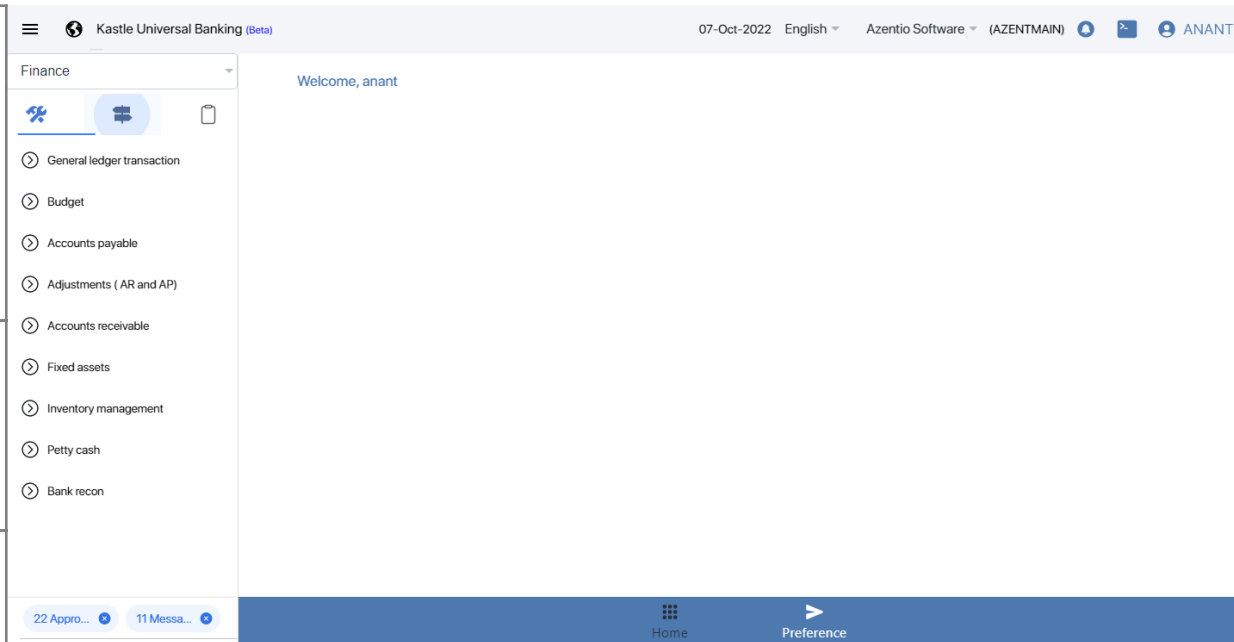 Kastle Universal Banking (Beta) 07-Oct-2022 English Azentio Software (AZENTMAIN) ANANT
Finance
Welcome, anant
General ledger transaction
Budget
Accounts payable
Adjustments ( AR and AP)
Accounts receivable
Fixed assets
Inventory management
Petty cash
Bank recon
22 Appro... 11 Messa...
Home Preference